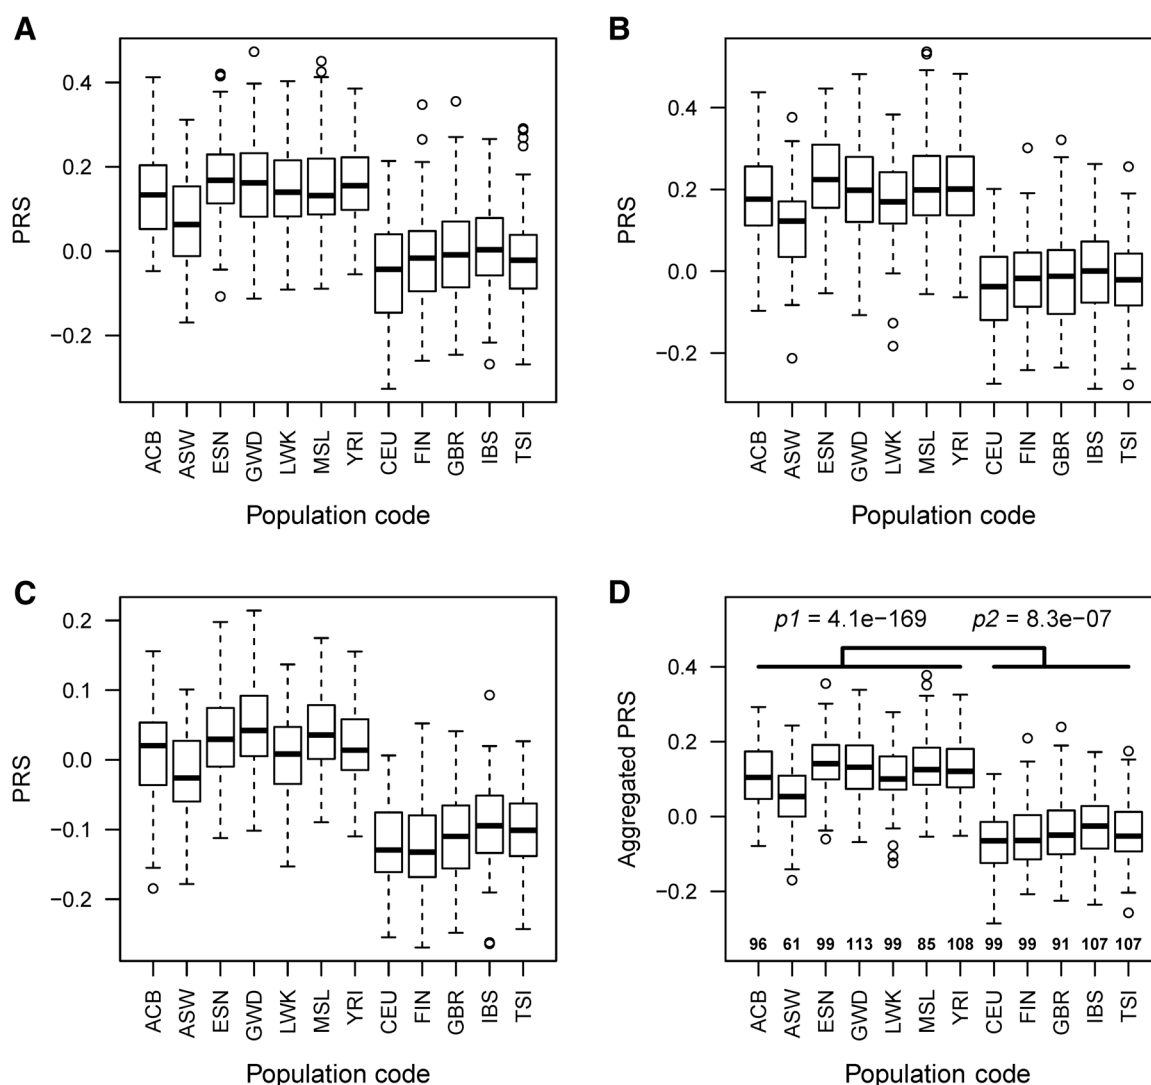 A
PRS
0.4
0.2
0.0
−0.2
ACB ASW ESN GWD LWK MSL YRI CEU FIN GBR IBS TSI
Population code
B
PRS
0.4
0.2
0.0
−0.2
ACB ASW ESN GWD LWK MSL YRI CEU FIN GBR IBS TSI
Population code
C
PRS
0.2
0.1
0.0
−0.1
−0.2
ACB ASW ESN GWD LWK MSL YRI CEU FIN GBR IBS TSI
Population code
D
p1 = 4.1e−169 p2 = 8.3e−07
Aggregated PRS
0.4
0.2
0.0
−0.2
96 61 99 113 99 85 108 99 99 91 107 107
ACB ASW ESN GWD LWK MSL YRI CEU FIN GBR IBS TSI
Population code